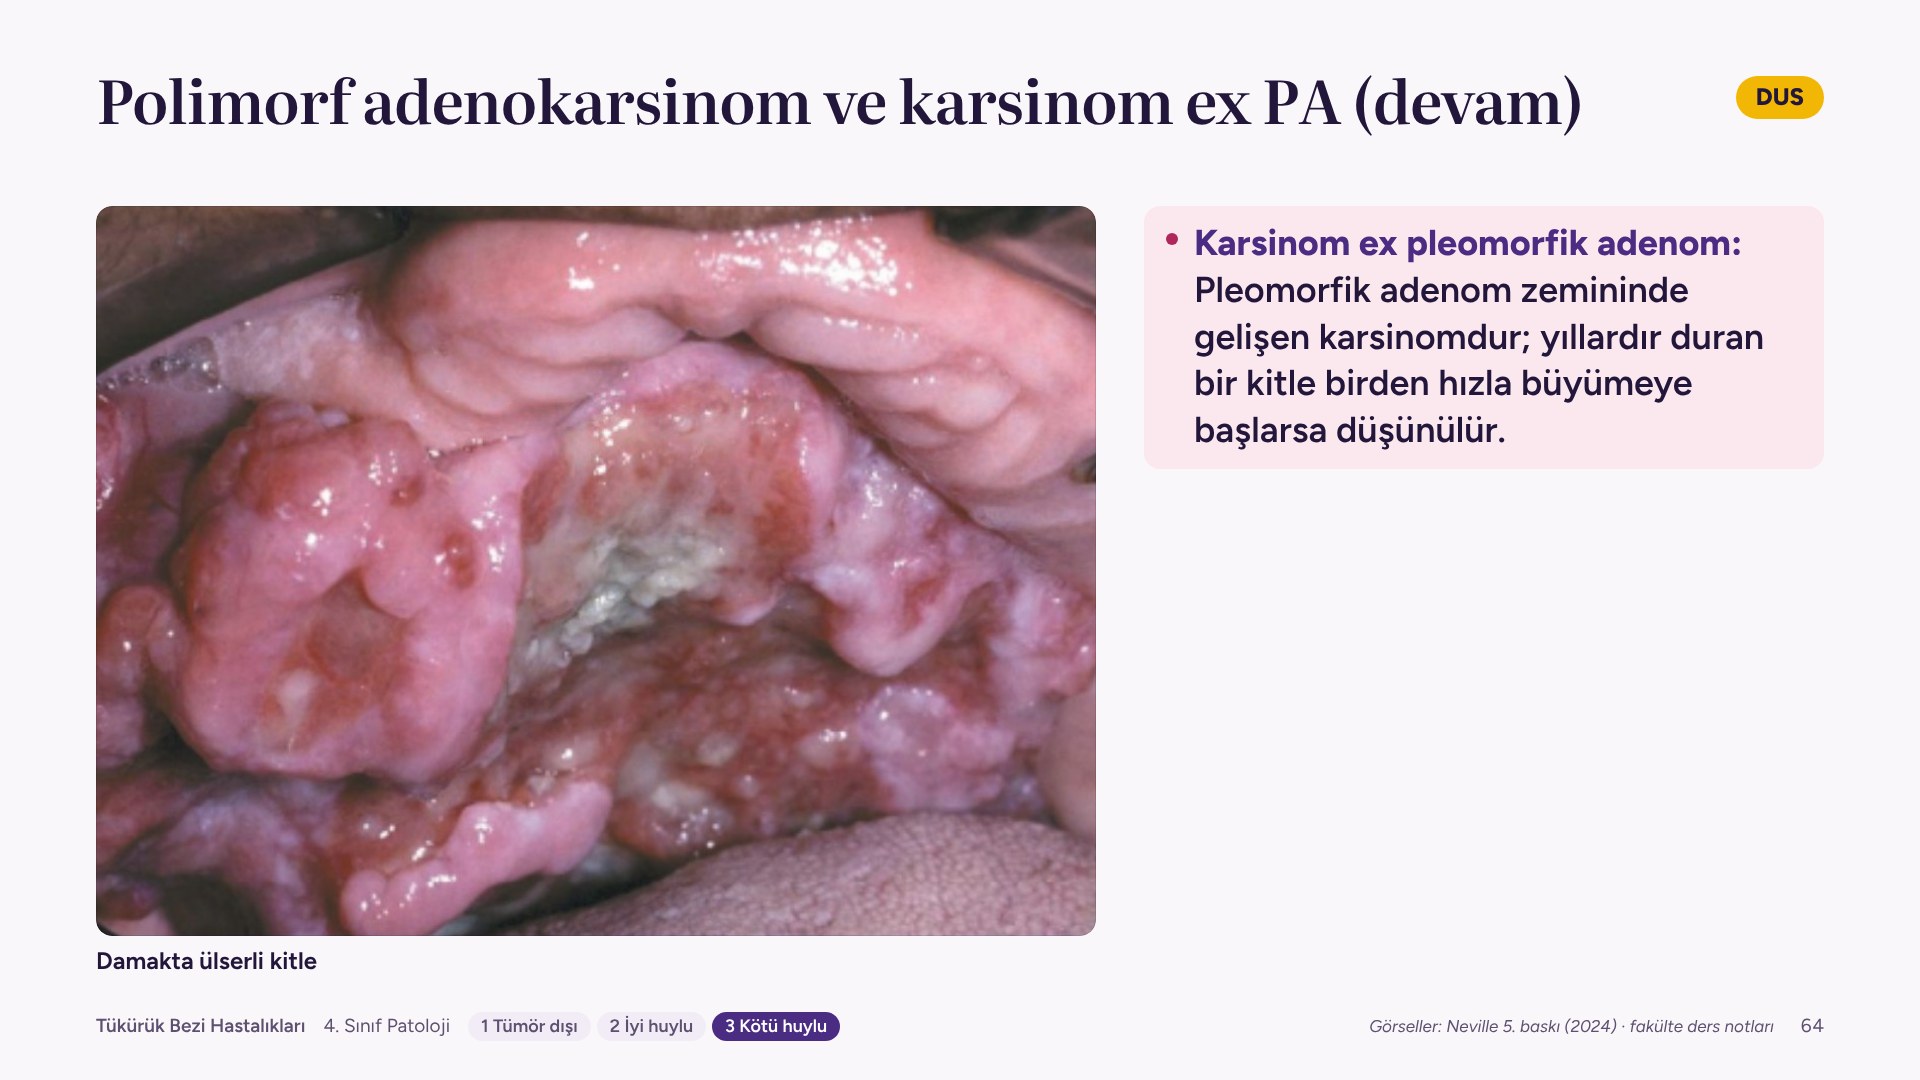 Polimorf adenokarsinom ve karsinom ex PA (devam)
DUS
• Karsinom ex pleomorfik adenom:
Pleomorfik adenom zemininde
gelişen karsinomdur; yıllardır duran
bir kitle birden hızla büyümeye
başlarsa düşünülür.
Damakta ülserli kitle
Tükürük Bezi Hastalıkları 4. Sınıf Patoloji 1 Tümör dışı 2 İyi huylu 3 Kötü huylu
Görseller: Neville 5. baskı (2024) · fakülte ders notları 64